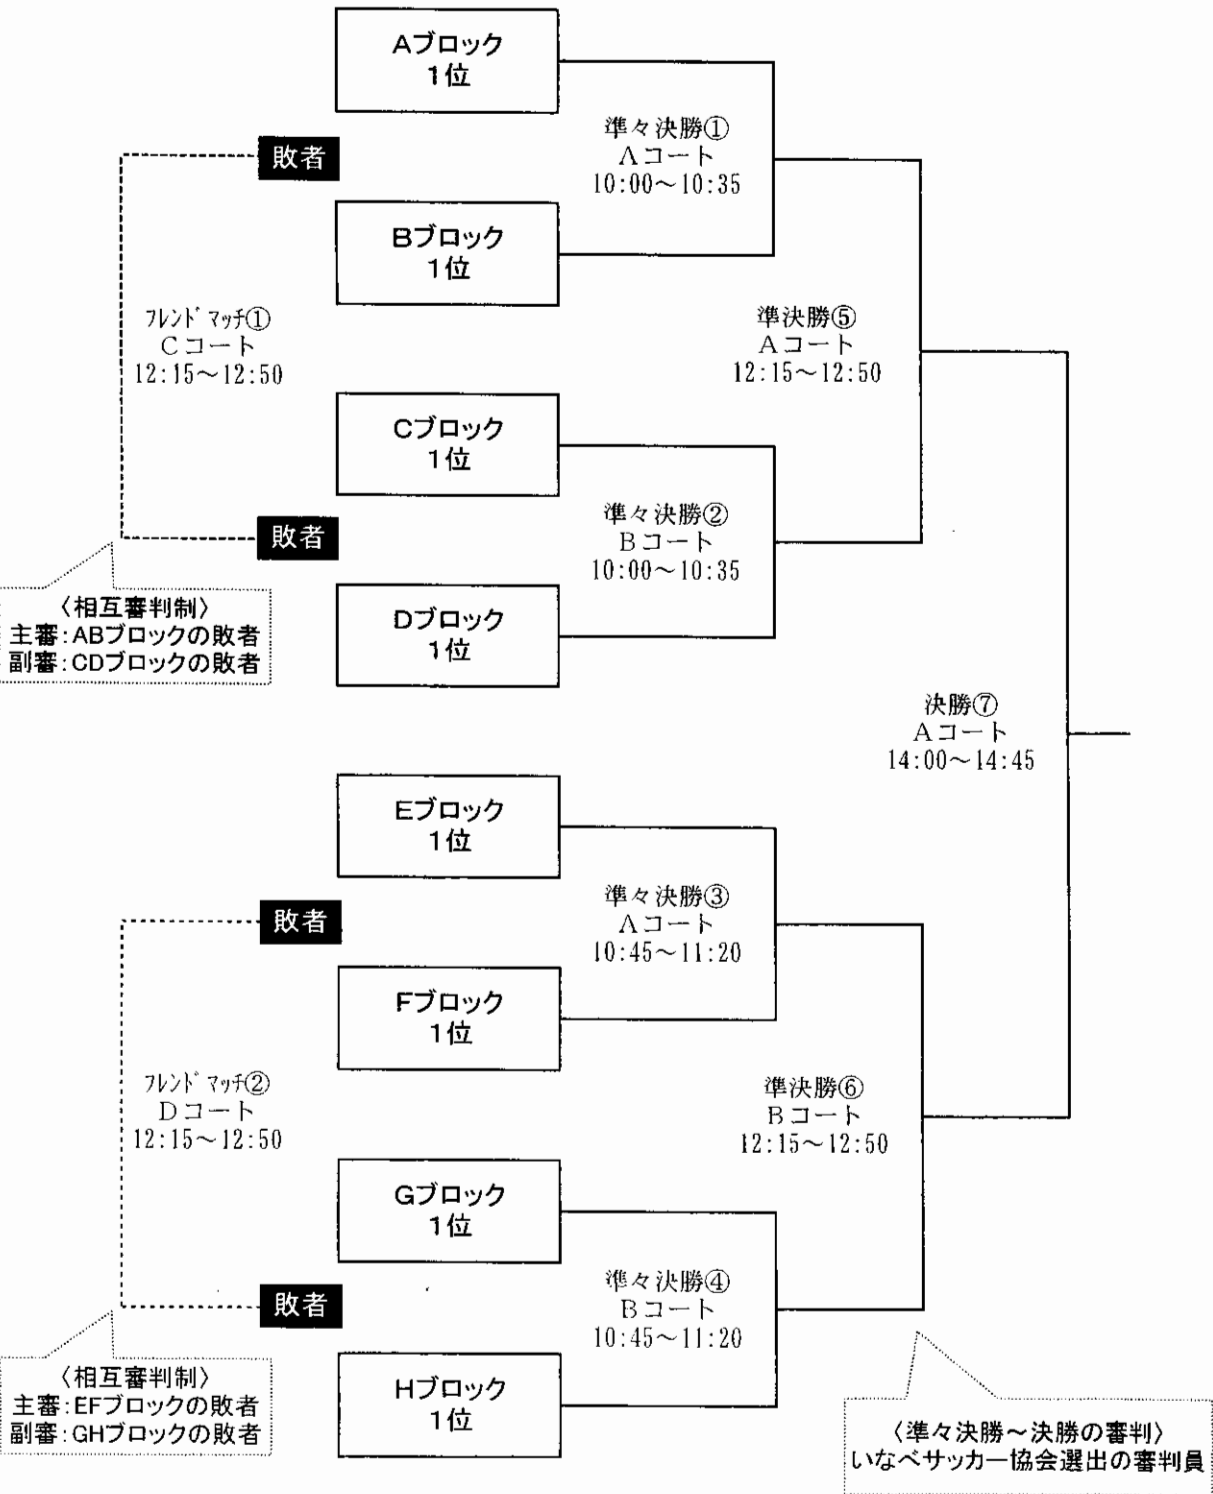 Aブロック
1位
準々決勝①
Aコート
10:00～10:35
敗者
Bブロック
1位
フレンドマッチ①
Cコート
12:15～12:50
準決勝⑤
Aコート
12:15～12:50
Cブロック
1位
準々決勝②
Bコート
10:00～10:35
敗者
Dブロック
1位
〈相互審判制〉
主審:ABブロックの敗者
副審:CDブロックの敗者
決勝⑦
Aコート
14:00～14:45
Eブロック
1位
準々決勝③
Aコート
10:45～11:20
敗者
Fブロック
1位
フレンドマッチ②
Dコート
12:15～12:50
準決勝⑥
Bコート
12:15～12:50
Gブロック
1位
準々決勝④
Bコート
10:45～11:20
敗者
Hブロック
1位
〈相互審判制〉
主審:EFブロックの敗者
副審:GHブロックの敗者
〈準々決勝～決勝の審判〉
いなべサッカー協会選出の審判員